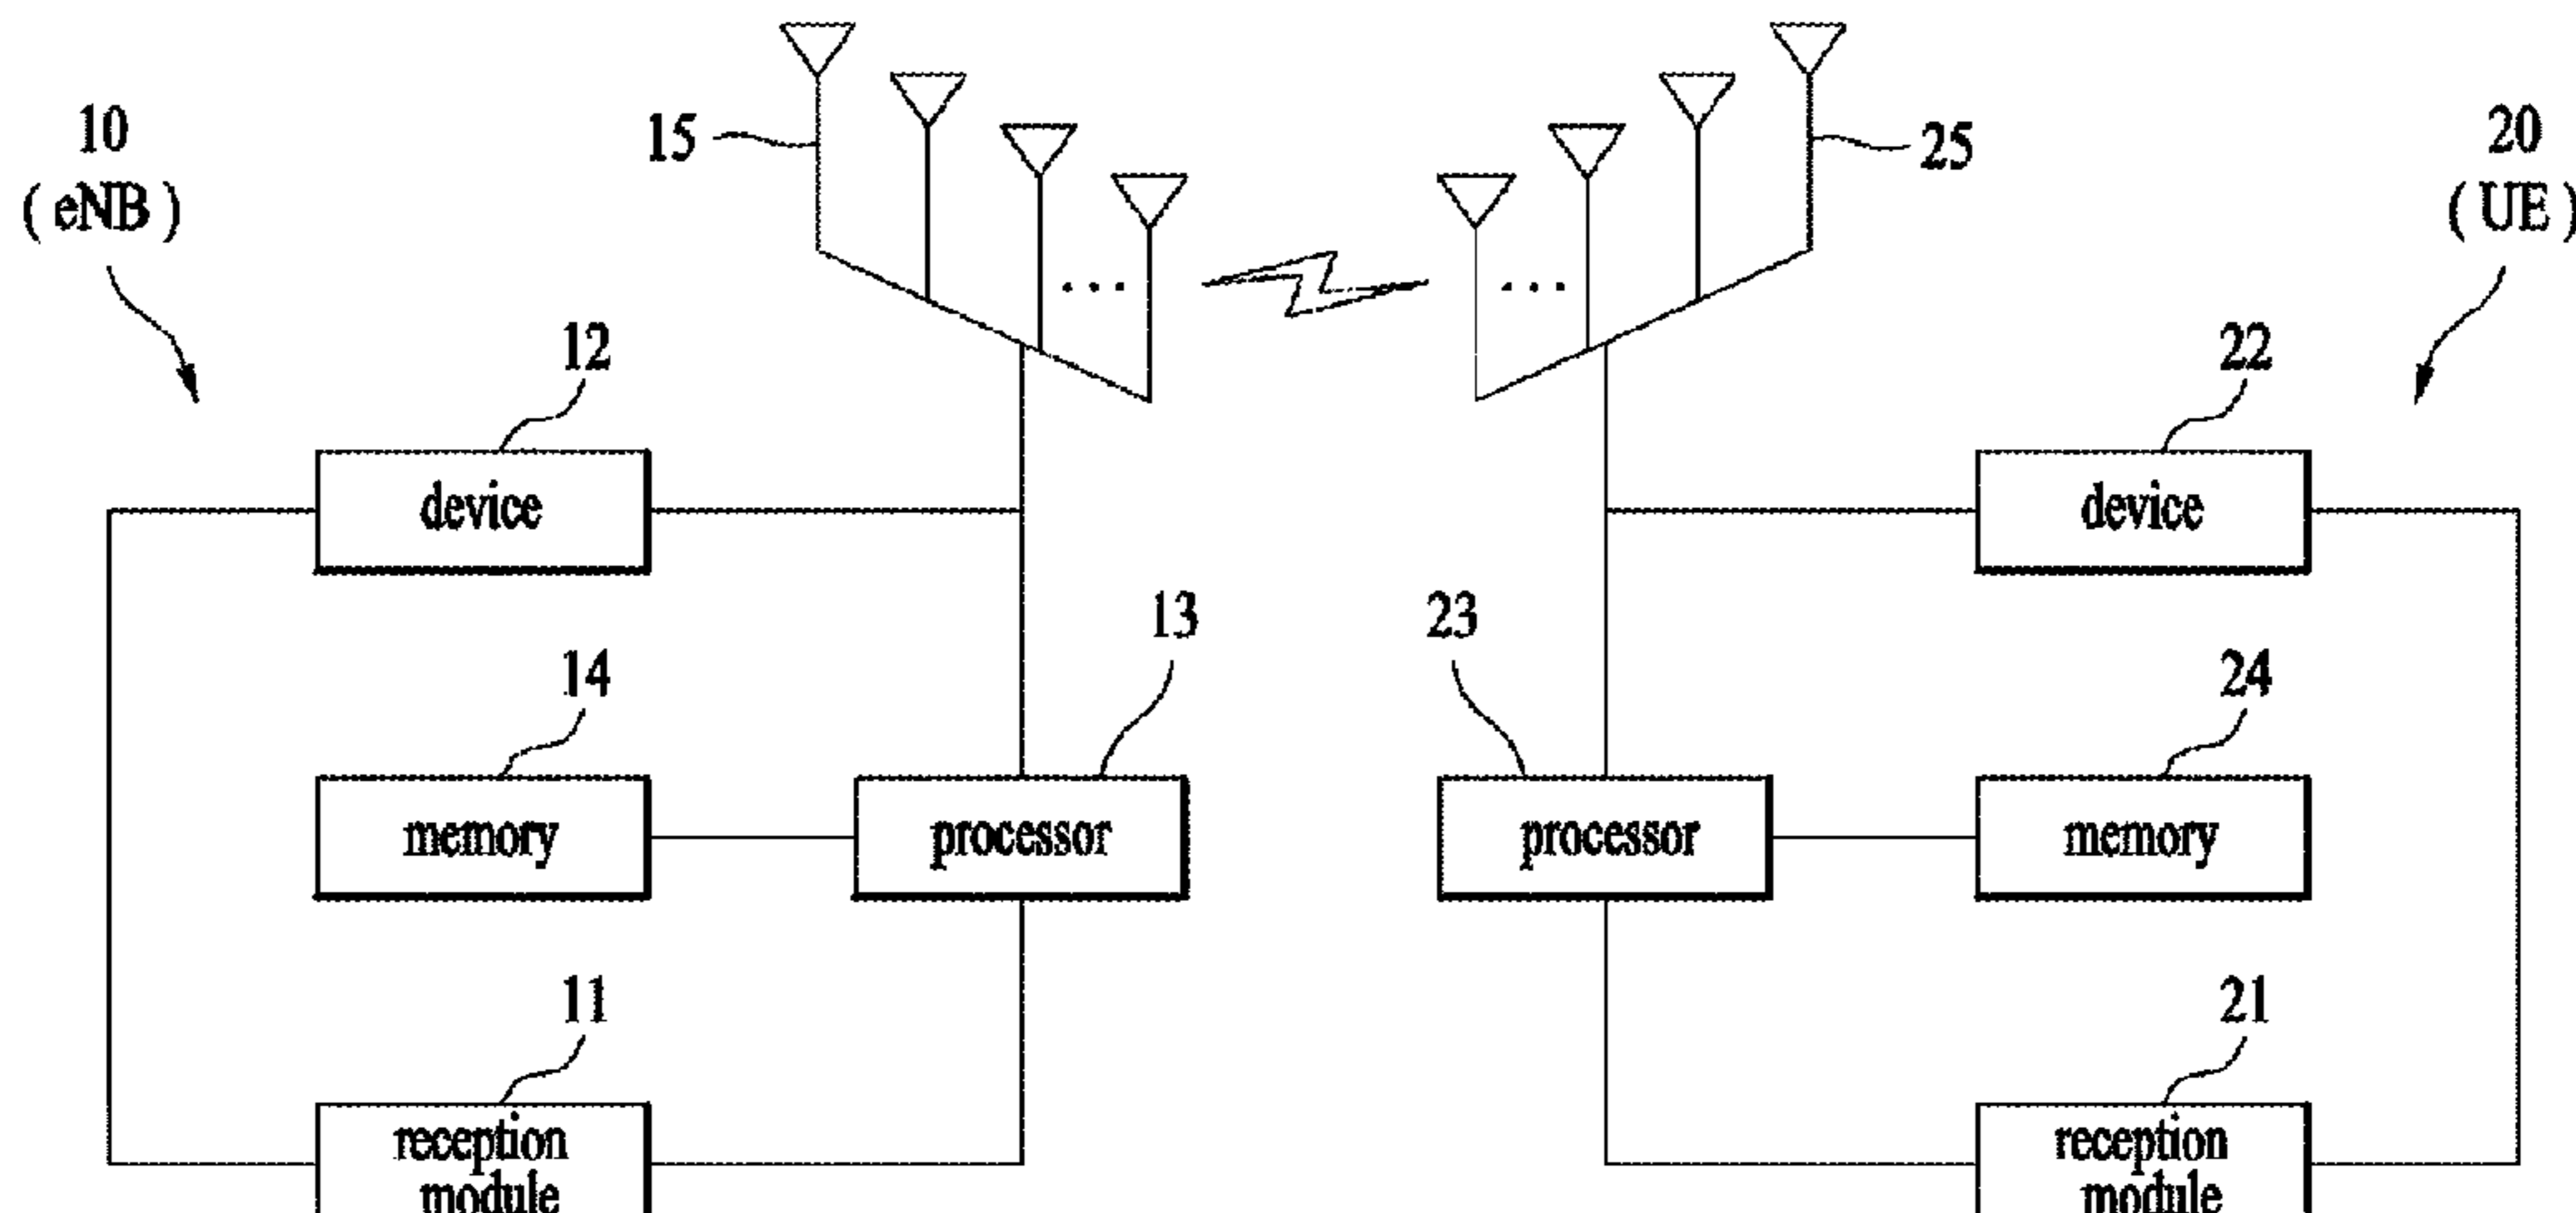 10
( eNB )
15
25
20
( UE )
12
device
22
device
13
23
14
memory
processor
processor
24
memory
11
reception
module
21
reception
module